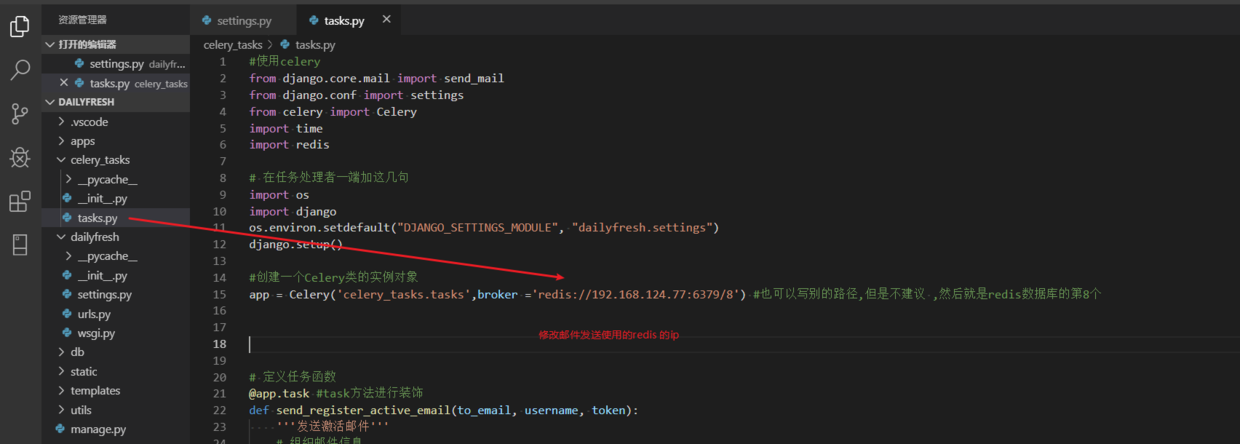 资源管理器
打开的编辑器
settings.py dailyfr...
tasks.py celery_tasks
DAILYFRESH
.vscode
apps
celery_tasks
__pycache__
__init__.py
tasks.py
dailyfresh
__pycache__
__init__.py
settings.py
urls.py
wsgi.py
db
static
templates
utils
manage.py
settings.py
tasks.py
celery_tasks > tasks.py
1 #使用celery
2 from django.core.mail import send_mail
3 from django.conf import settings
4 from celery import Celery
5 import time
6 import redis
7
8 # 在任务处理者一端加这几句
9 import os
10 import django
11 os.environ.setdefault("DJANGO_SETTINGS_MODULE", "dailyfresh.settings")
12 django.setup()
13
14 #创建一个Celery类的实例对象
15 app = Celery('celery_tasks.tasks',broker ='redis://192.168.124.77:6379/8') #也可以写别的路径,但是不建议 ,然后就是redis数据库的第8个
16
17
修改邮件发送使用的redis 的ip
18
19
20 # 定义任务函数
21 @app.task #task方法进行装饰
22 def send_register_active_email(to_email, username, token):
23 '''发送激活邮件'''
24 # 组织邮件信息